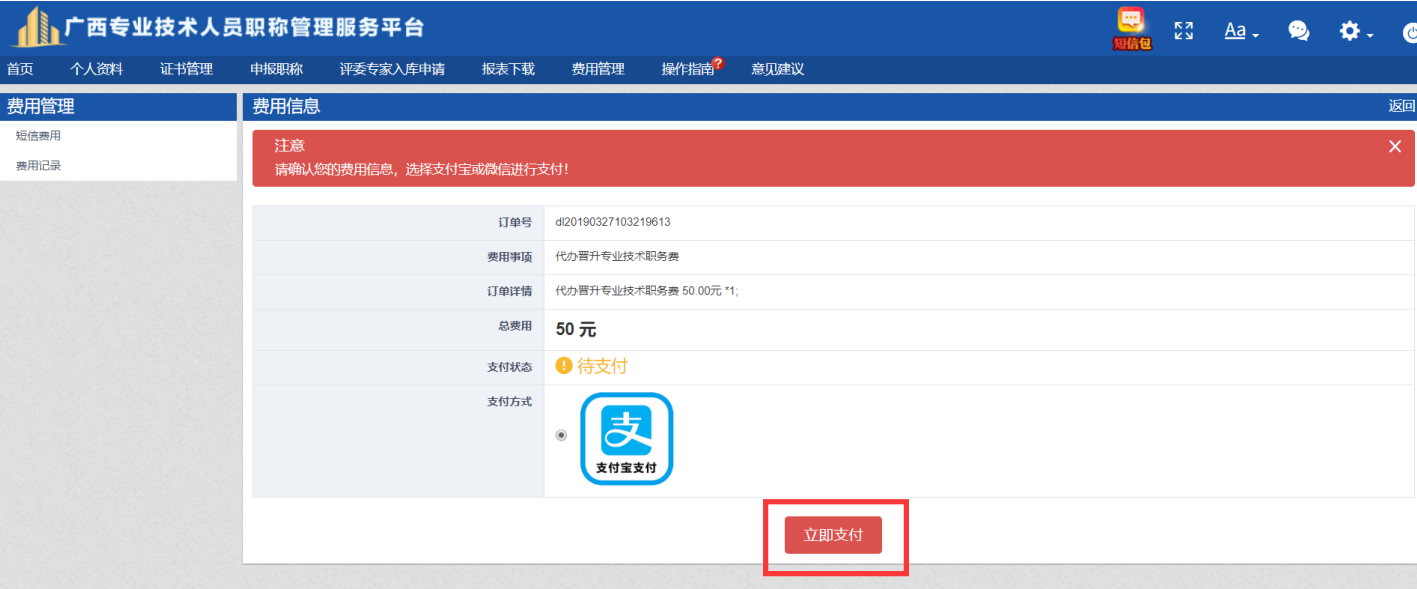 广西专业技术人员职称管理服务平台
短信包
Aa
首页 个人资料 证书管理 申报职称 评委专家入库申请 报表下载 费用管理 操作指南? 意见建议
费用管理
短信费用
费用记录
费用信息 返回
注意
请确认您的费用信息，选择支付宝或微信进行支付！
订单号 dl20190327103219613
费用事项 代办晋升专业技术职务费
订单详情 代办晋升专业技术职务费 50.00元 *1;
总费用 50 元
支付状态 待支付
支付方式
支
支付宝支付
立即支付